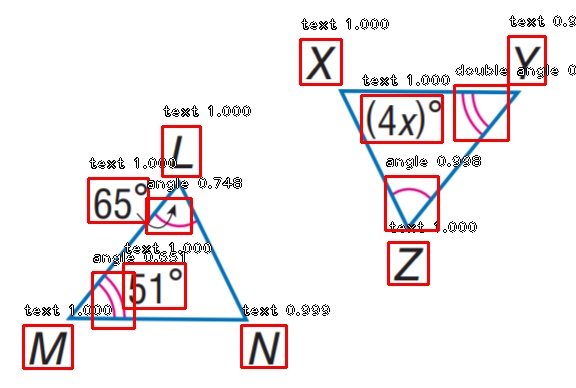 text 1.000
X
text 0.9
Y
double angle 0
text 1.000
(4x)°
text 1.000
L
angle 0.998
text 1.000
65°
angle 0.748
text 1.000
Z
text 1.000
51°
angle 0.651
text 1.000
M
text 0.999
N